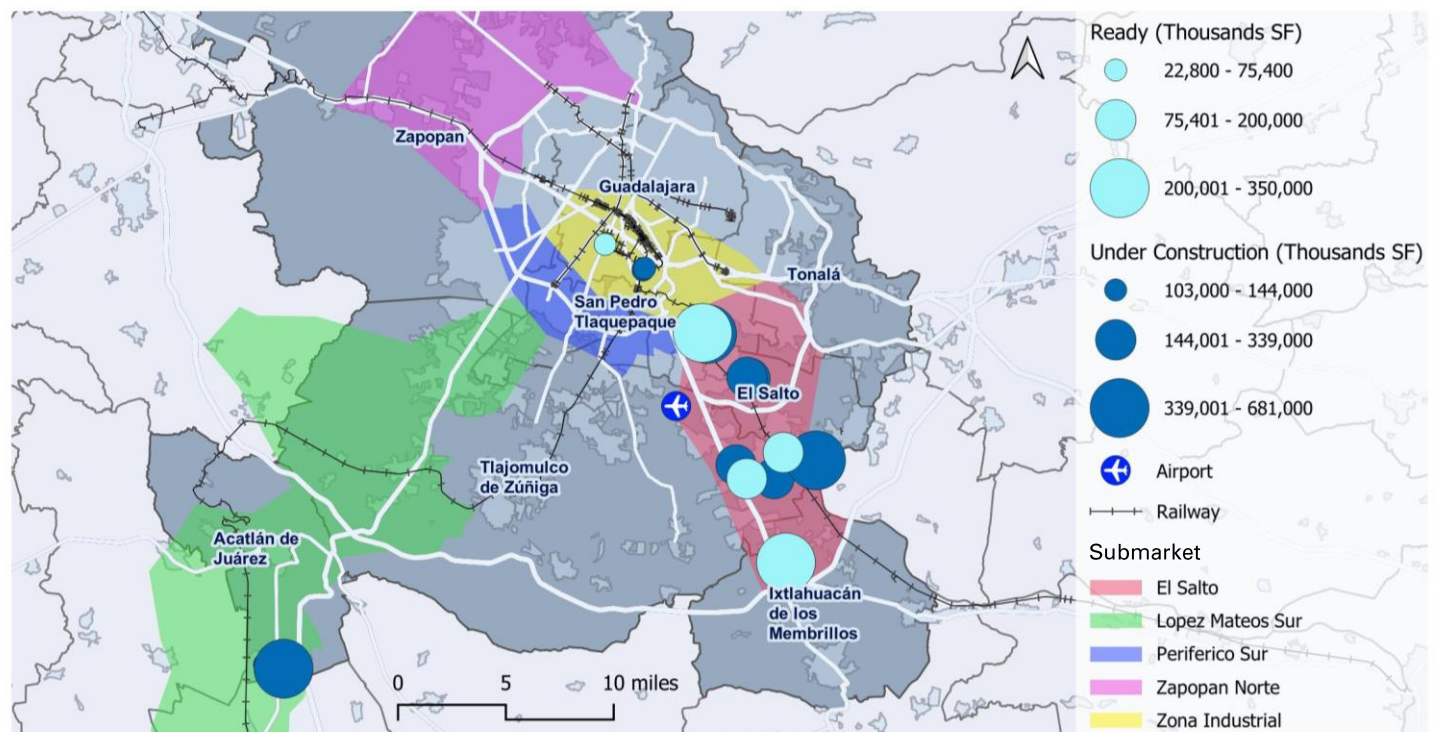 Zapopan
Guadalajara
Tonalá
San Pedro
Tlaquepaque
El Salto
Tlajomulco
de Zúñiga
Acatlán de
Juárez
Ixtlahuacán
de los
Membrillos
0 5 10 miles
Ready (Thousands SF)
22,800 - 75,400
75,401 - 200,000
200,001 - 350,000
Under Construction (Thousands SF)
103,000 - 144,000
144,001 - 339,000
339,001 - 681,000
Airport
Railway
Submarket
El Salto
Lopez Mateos Sur
Periferico Sur
Zapopan Norte
Zona Industrial